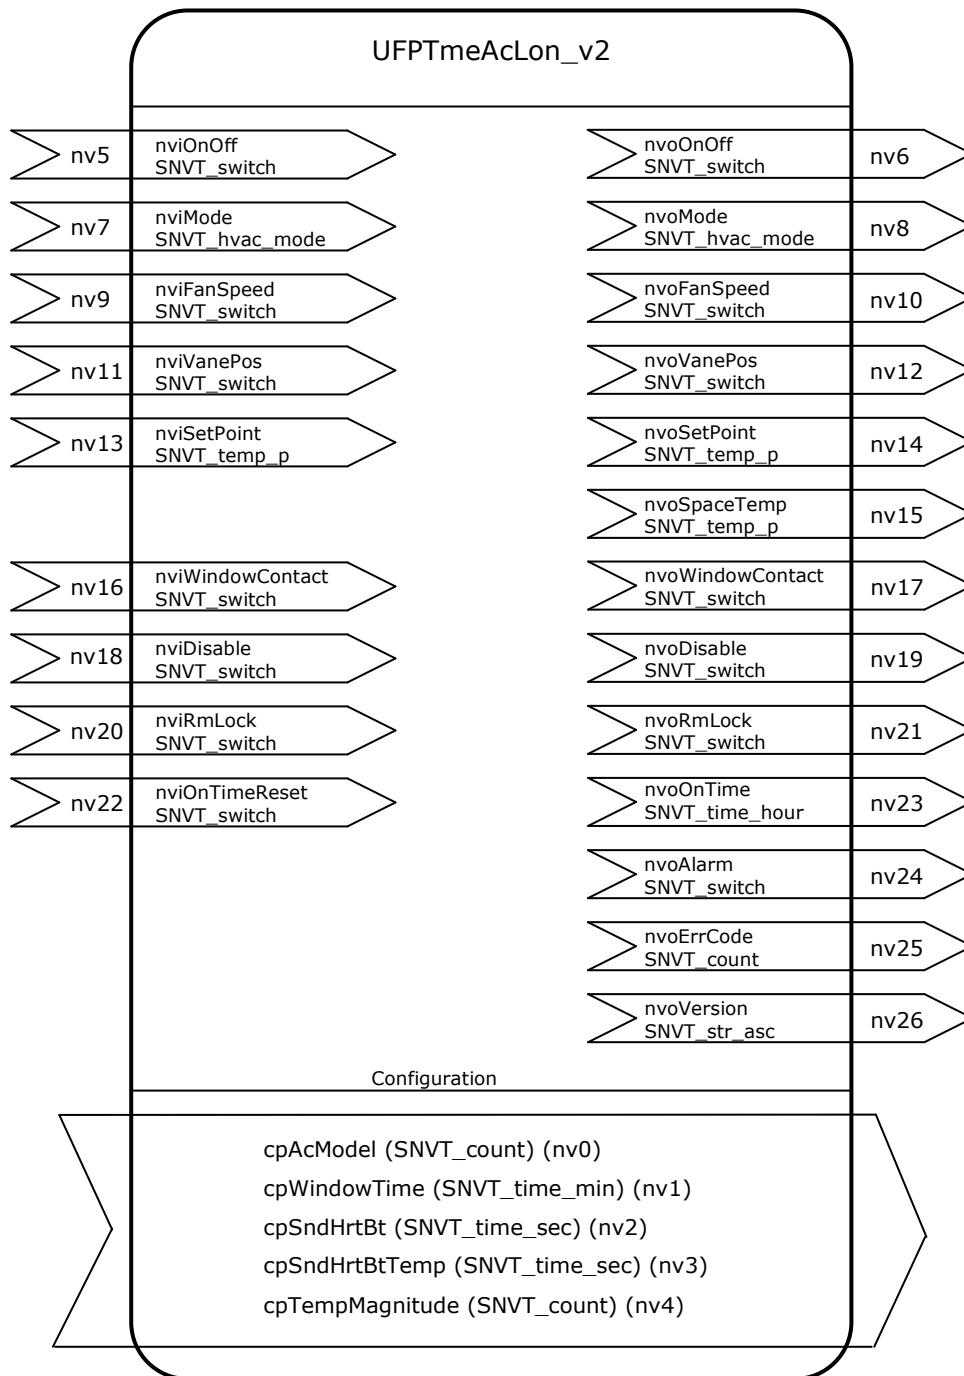 UFPTmeAcLon_v2
nv5
nviOnOff
SNVT_switch
nvoOnOff
SNVT_switch
nv6
nv7
nviMode
SNVT_hvac_mode
nvoMode
SNVT_hvac_mode
nv8
nv9
nviFanSpeed
SNVT_switch
nvoFanSpeed
SNVT_switch
nv10
nv11
nviVanePos
SNVT_switch
nvoVanePos
SNVT_switch
nv12
nv13
nviSetPoint
SNVT_temp_p
nvoSetPoint
SNVT_temp_p
nv14
nvoSpaceTemp
SNVT_temp_p
nv15
nv16
nviWindowContact
SNVT_switch
nvoWindowContact
SNVT_switch
nv17
nv18
nviDisable
SNVT_switch
nvoDisable
SNVT_switch
nv19
nv20
nviRmLock
SNVT_switch
nvoRmLock
SNVT_switch
nv21
nv22
nviOnTimeReset
SNVT_switch
nvoOnTime
SNVT_time_hour
nv23
nvoAlarm
SNVT_switch
nv24
nvoErrCode
SNVT_count
nv25
nvoVersion
SNVT_str_asc
nv26
Configuration
cpAcModel (SNVT_count) (nv0)
cpWindowTime (SNVT_time_min) (nv1)
cpSndHrtBt (SNVT_time_sec) (nv2)
cpSndHrtBtTemp (SNVT_time_sec) (nv3)
cpTempMagnitude (SNVT_count) (nv4)